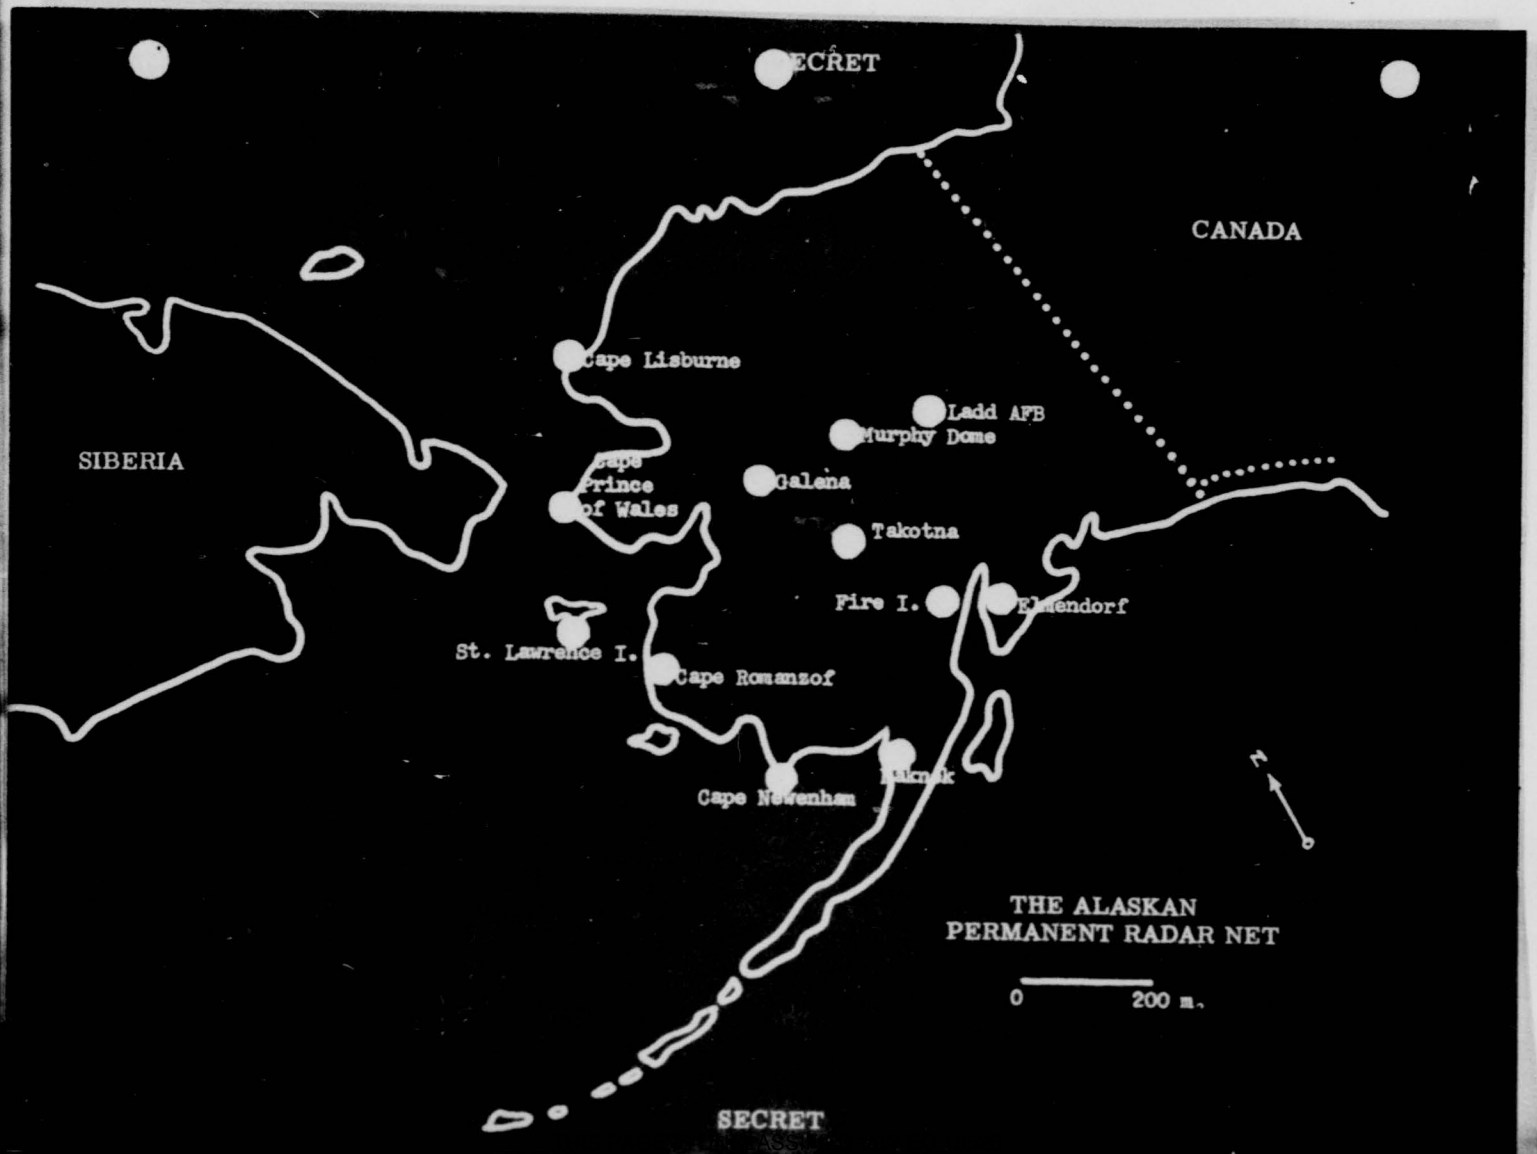 SECRET
CANADA
Cape Lisburne
Ladd AFB
Murphy Dome
SIBERIA
Cape
Prince
of Wales
Galena
Takotna
Fire I.
Elmendorf
St. Lawrence I.
Cape Romanzof
Naknek
Cape Newenham
N
THE ALASKAN
PERMANENT RADAR NET
0 200 m.
SECRET